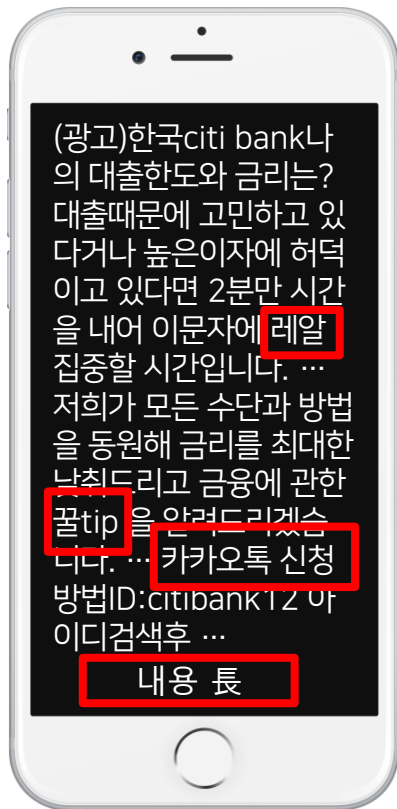 (광고)한국citi bank나
의 대출한도와 금리는?
대출때문에 고민하고 있
다거나 높은이자에 허덕
이고 있다면 2분만 시간
을 내어 이문자에 레알
집중할 시간입니다. …
저희가 모든 수단과 방법
을 동원해 금리를 최대한
낮춰드리고 금융에 관한
꿀tip 을 알려드리겠습
니다. … 카카오톡 신청
방법ID:citibank12 아
이디검색후 …
내용 長